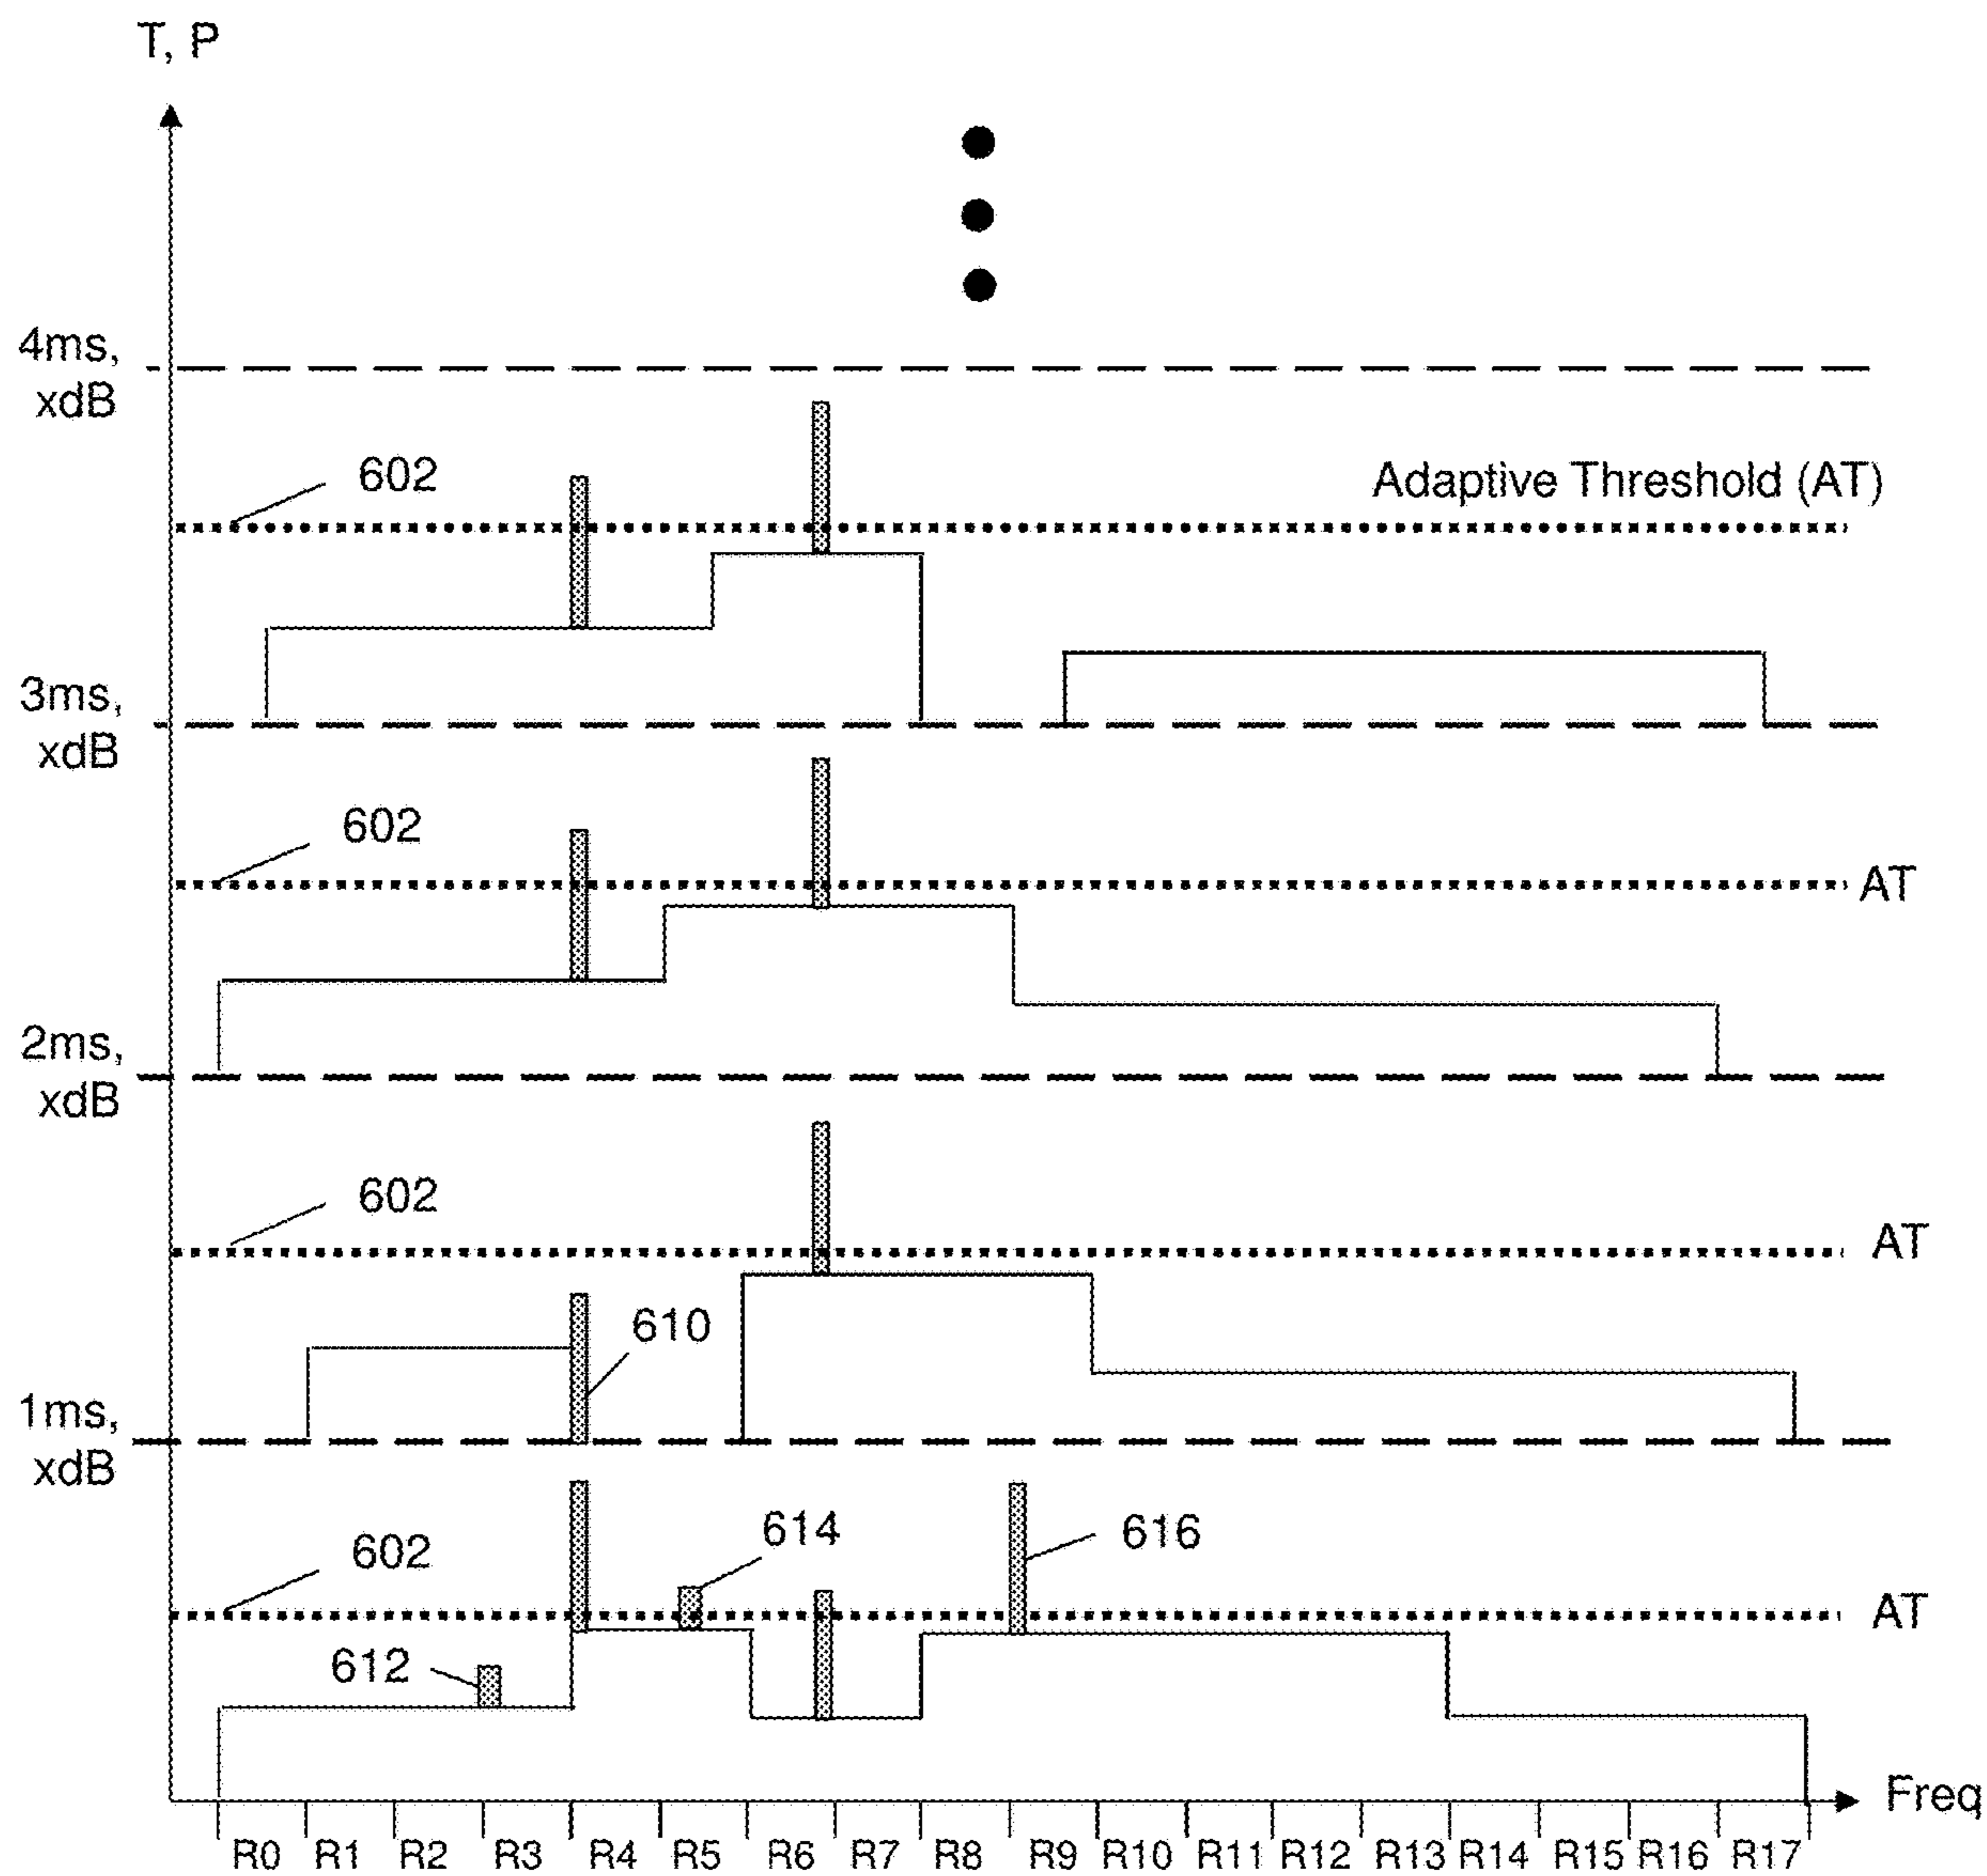 T, P
4ms,
xdB
602
Adaptive Threshold (AT)
3ms,
xdB
602
AT
2ms,
xdB
602
AT
610
1ms,
xdB
602
614
616
AT
612
Freq
R0 R1 R2 R3 R4 R5 R6 R7 R8 R9 R10 R11 R12 R13 R14 R15 R16 R17